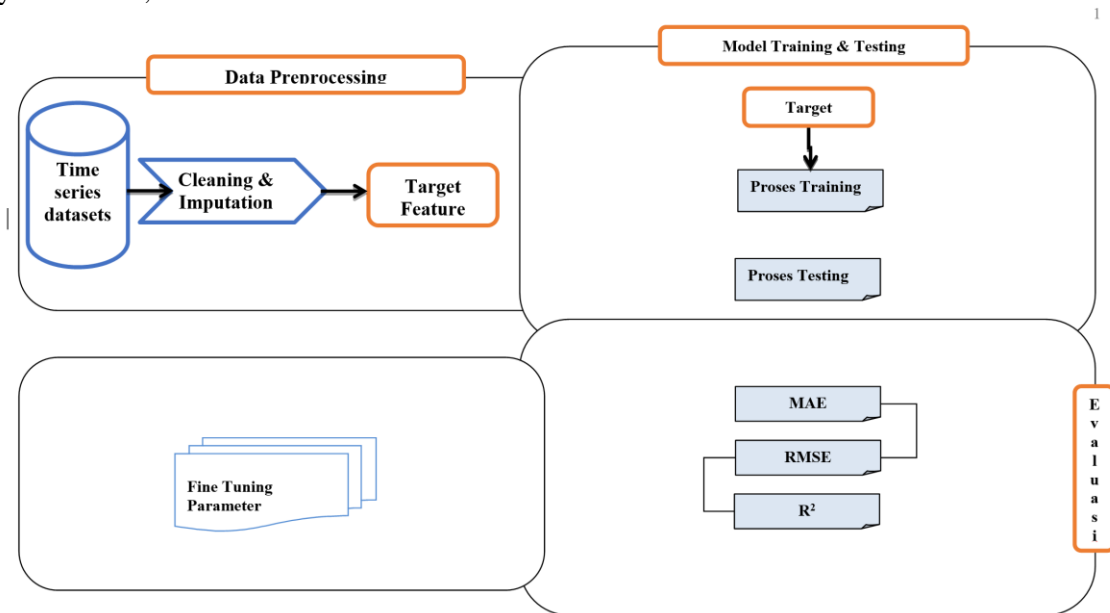 1
Data Preprocessing
Model Training & Testing
Time
series
datasets
Cleaning &
Imputation
Target
Feature
Target
Proses Training
Proses Testing
Fine Tuning
Parameter
MAE
RMSE
R²
E
v
a
l
u
a
s
i